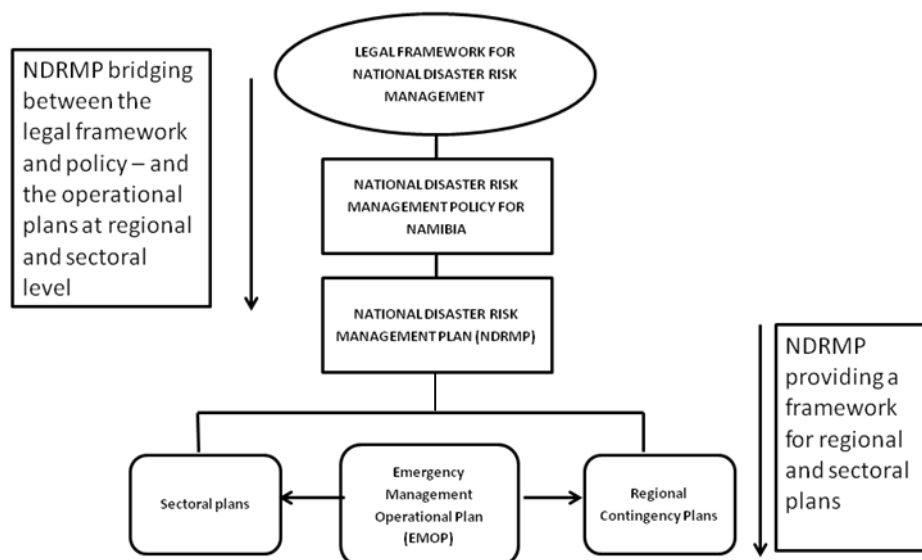 LEGAL FRAMEWORK FOR
NATIONAL DISASTER RISK
MANAGEMENT
NDRMP bridging
between the
legal framework
and policy – and
the operational
plans at regional
and sectoral
level
NATIONAL DISASTER RISK
MANAGEMENT POLICY FOR
NAMIBIA
NATIONAL DISASTER RISK
MANAGEMENT PLAN (NDRMP)
NDRMP
providing a
framework
for regional
and sectoral
plans
Sectoral plans
Emergency
Management
Operational Plan
(EMOP)
Regional
Contingency Plans